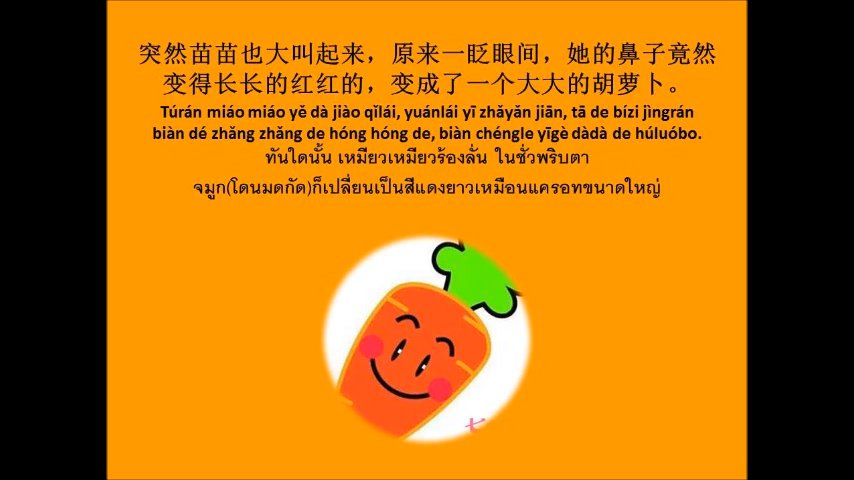 突然苗苗也大叫起来，原来一眨眼间，她的鼻子竟然
变得长长的红红的，变成了一个大大的胡萝卜。
Túrán miáo miáo yě dà jiào qǐlái, yuánlái yī zhǎyǎn jiān, tā de bízi jìngrán
biàn dé zhǎng zhǎng de hóng hóng de, biàn chéngle yīgè dàdà de húluóbo.
ทันใดนั้น เหมียวเหมียวร้องลั่น ในชั่วพริบตา
จมูก(โดนมดกัด)ก็เปลี่ยนเป็นสีแดงยาวเหมือนแครอทขนาดใหญ่